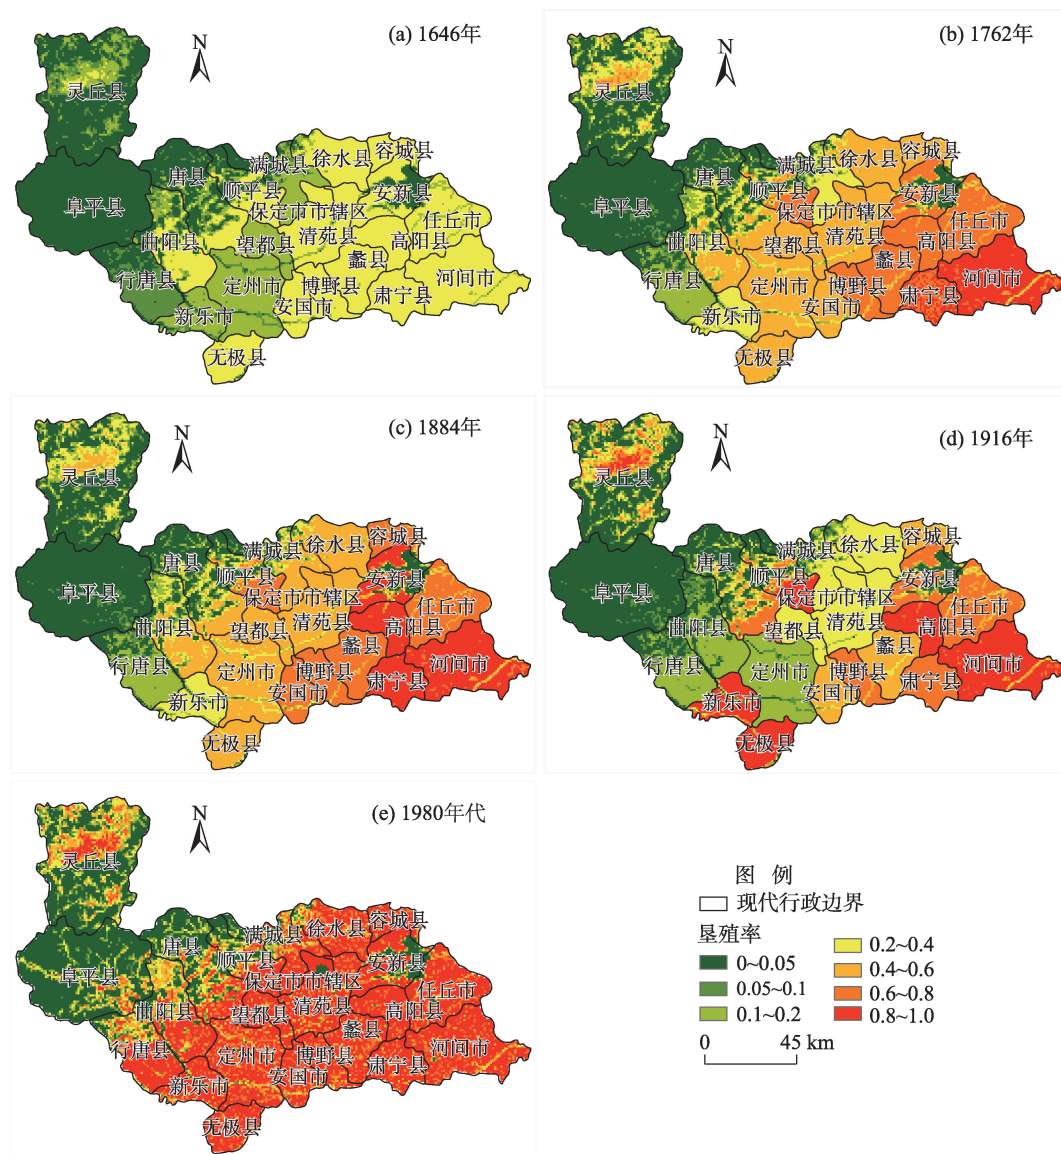 (a) 1646年
N
灵丘县
阜平县
唐县
满城县
徐水县
容城县
顺平县
安新县
保定市市辖区
任丘市
曲阳县
望都县
清苑县
高阳县
蠡县
行唐县
定州市
博野县
河间市
安国市
肃宁县
新乐市
无极县
(b) 1762年
N
灵丘县
阜平县
唐县
满城县
徐水县
容城县
顺平县
安新县
保定市市辖区
任丘市
曲阳县
望都县
清苑县
高阳县
蠡县
行唐县
定州市
博野县
河间市
安国市
肃宁县
新乐市
无极县
(c) 1884年
N
灵丘县
阜平县
唐县
满城县
徐水县
容城县
顺平县
安新县
保定市市辖区
任丘市
曲阳县
望都县
清苑县
高阳县
蠡县
行唐县
定州市
博野县
河间市
安国市
肃宁县
新乐市
无极县
(d) 1916年
N
灵丘县
阜平县
唐县
满城县
徐水县
容城县
顺平县
安新县
保定市市辖区
任丘市
曲阳县
望都县
清苑县
高阳县
蠡县
行唐县
定州市
博野县
河间市
安国市
肃宁县
新乐市
无极县
(e) 1980年代
N
灵丘县
阜平县
唐县
满城县
徐水县
容城县
顺平县
安新县
保定市市辖区
任丘市
曲阳县
望都县
清苑县
高阳县
蠡县
行唐县
定州市
博野县
河间市
安国市
肃宁县
新乐市
无极县
图 例
现代行政边界
垦殖率
0~0.05
0.05~0.1
0.1~0.2
0.2~0.4
0.4~0.6
0.6~0.8
0.8~1.0
0 45 km